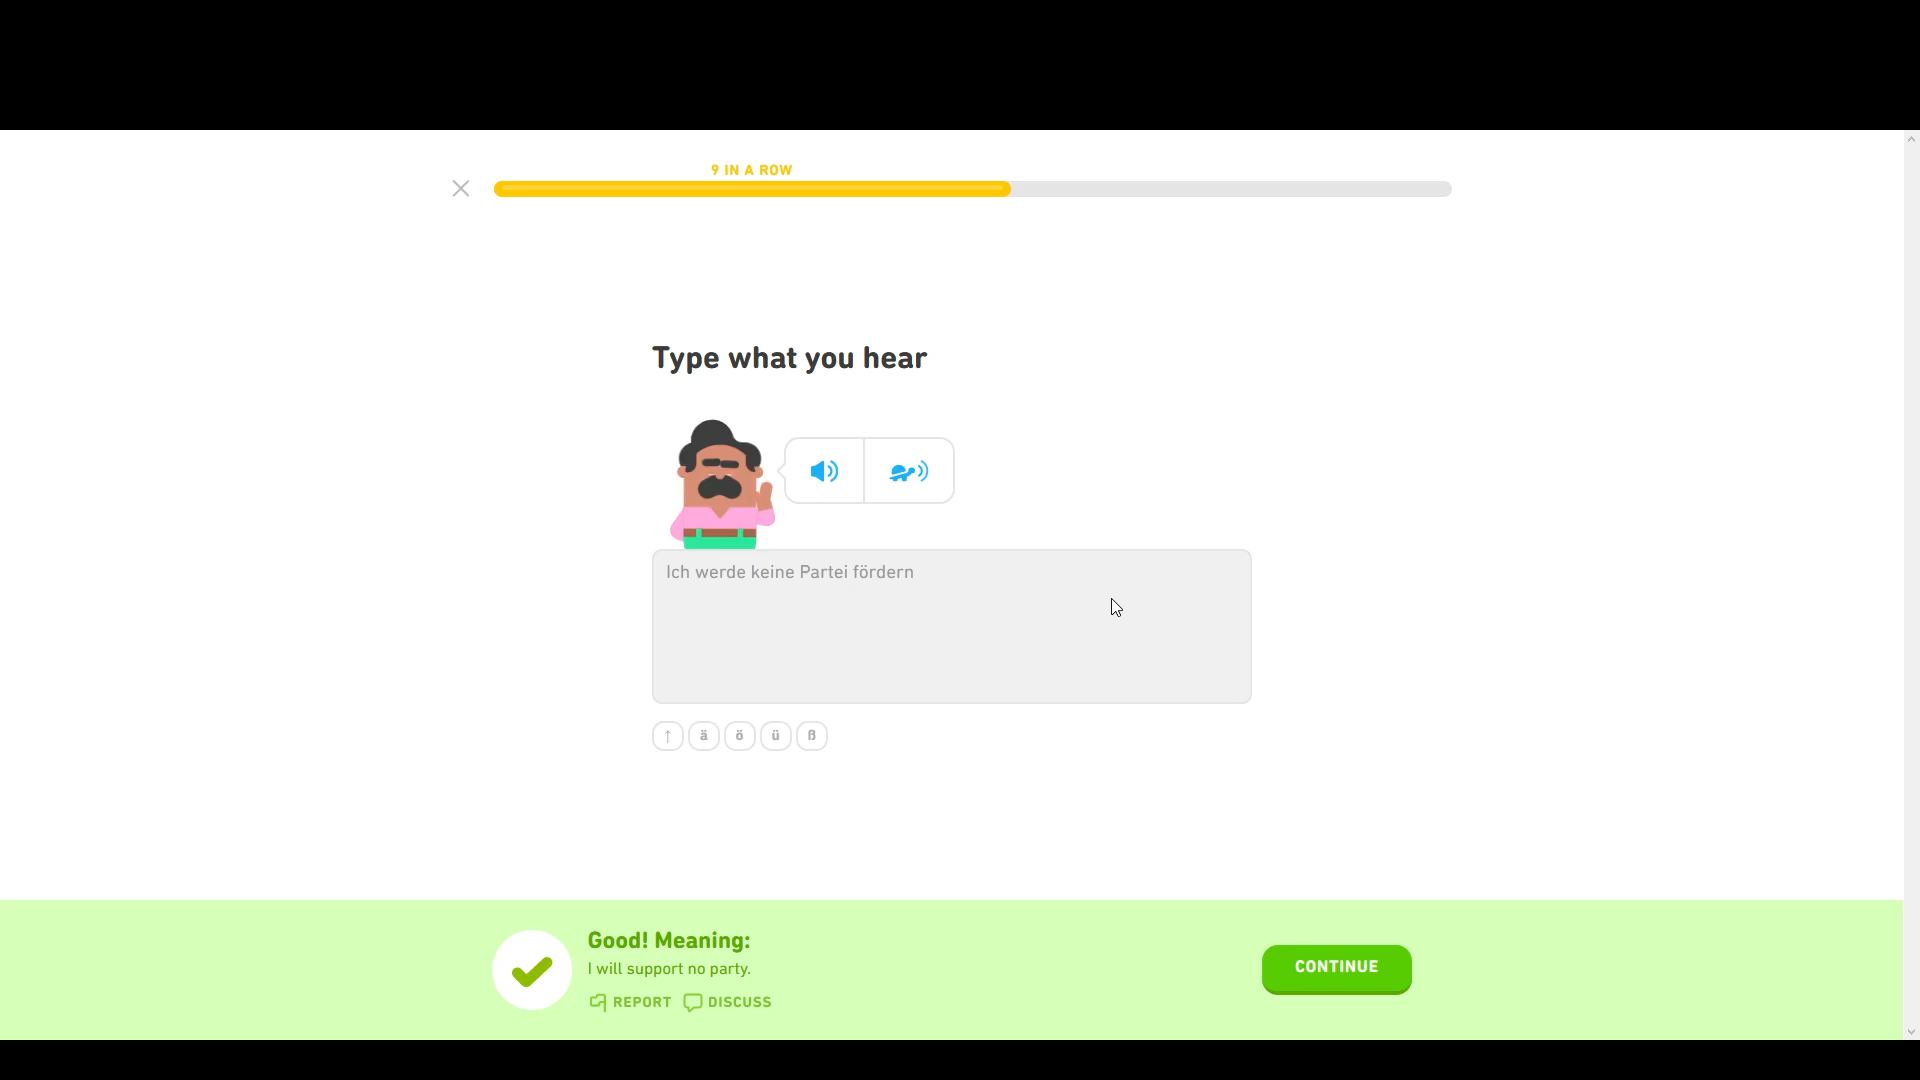 9 IN A ROW
Type what you hear
Ich werde keine Partei fördern
↑ ä ö ü ß
Good! Meaning:
I will support no party.
REPORT DISCUSS
CONTINUE